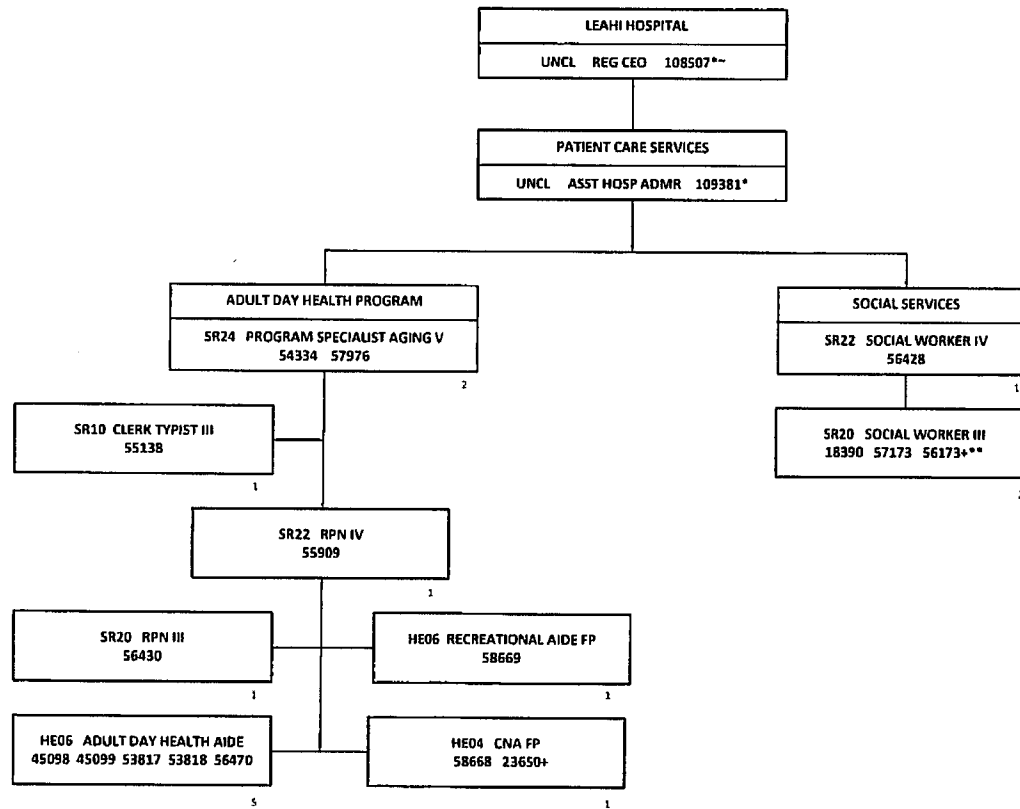 LEAHI HOSPITAL
UNCL REG CEO 108507*~
PATIENT CARE SERVICES
UNCL ASST HOSP ADMR 109381*
ADULT DAY HEALTH PROGRAM
SR24 PROGRAM SPECIALIST AGING V
54334 57976
2
SOCIAL SERVICES
SR22 SOCIAL WORKER IV
56428
1
SR10 CLERK TYPIST III
55138
1
SR20 SOCIAL WORKER III
18390 57173 56173+**
2
SR22 RPN IV
55909
1
SR20 RPN III
56430
1
HE06 RECREATIONAL AIDE FP
58669
1
HE06 ADULT DAY HEALTH AIDE
45098 45099 53817 53818 56470
5
HE04 CNA FP
58668 23650+
1